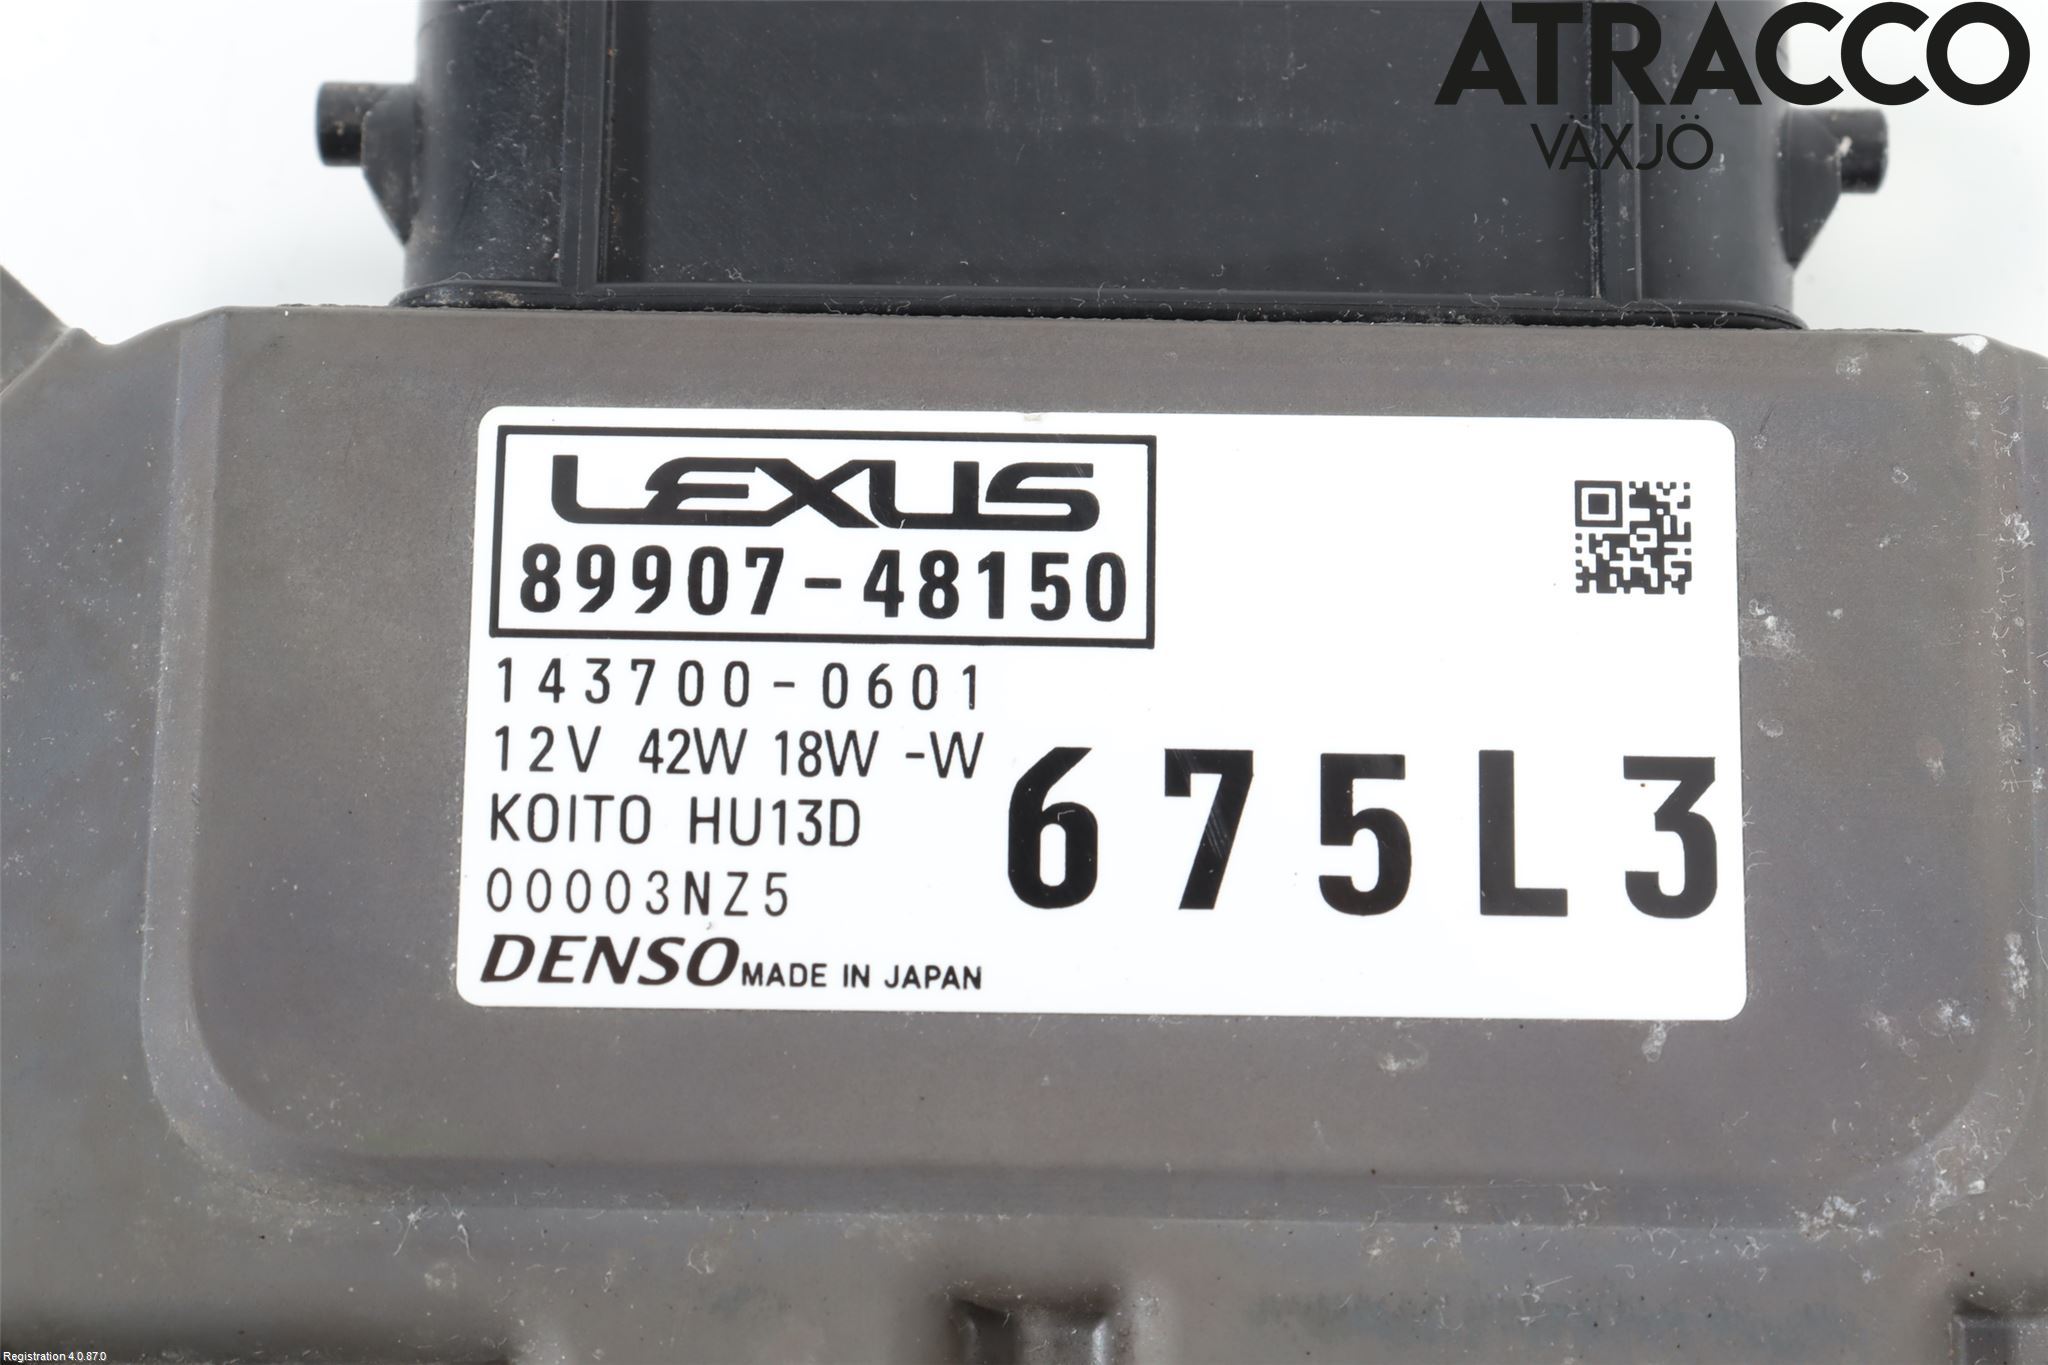 ATRACCO
VÄXJÖ
LEXUS
89907-48150
143700-0601
12V 42W 18W -W
KOITO HU13D
00003NZ5
675L3
DENSO MADE IN JAPAN
Registration 4.0.87.0